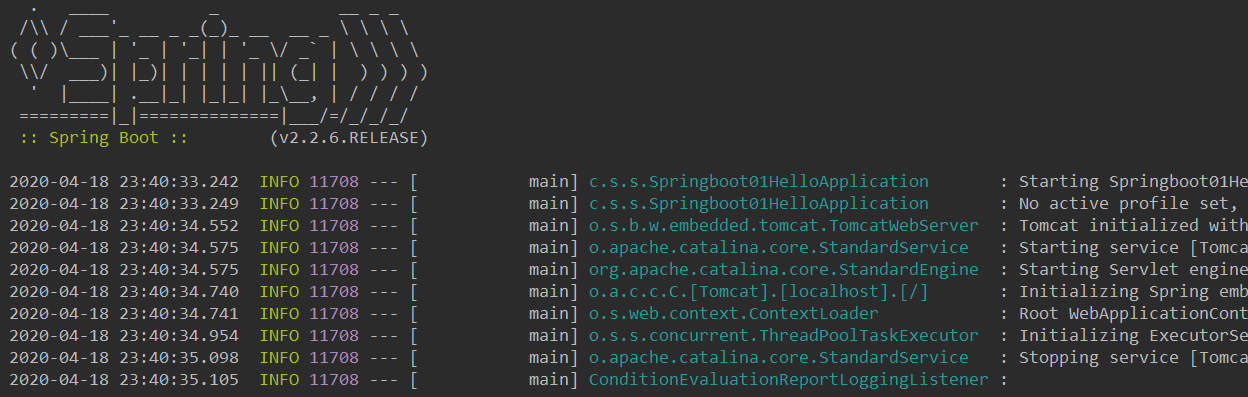 .   ____          _            __ _ _
 /\\ / ___'_ __ _ _(_)_ __  __ _ \ \ \ \
( ( )\___ | '_ | '_| | '_ \/ _` | \ \ \ \
 \\/  ___)| |_)| | | | | || (_| |  ) ) ) )
  '  |____| .__|_| |_|_| |_\__, | / / / /
 =========|_|==============|___/=/_/_/_/
 :: Spring Boot ::        (v2.2.6.RELEASE)
2020-04-18 23:40:33.242  INFO 11708 --- [           main] c.s.s.Springboot01HelloApplication       : Starting Springboot01He
2020-04-18 23:40:33.249  INFO 11708 --- [           main] c.s.s.Springboot01HelloApplication       : No active profile set,
2020-04-18 23:40:34.552  INFO 11708 --- [           main] o.s.b.w.embedded.tomcat.TomcatWebServer  : Tomcat initialized with
2020-04-18 23:40:34.575  INFO 11708 --- [           main] o.apache.catalina.core.StandardService   : Starting service [Tomca
2020-04-18 23:40:34.575  INFO 11708 --- [           main] org.apache.catalina.core.StandardEngine  : Starting Servlet engine
2020-04-18 23:40:34.740  INFO 11708 --- [           main] o.a.c.c.C.[Tomcat].[localhost].[/]       : Initializing Spring emb
2020-04-18 23:40:34.741  INFO 11708 --- [           main] o.s.web.context.ContextLoader            : Root WebApplicationCont
2020-04-18 23:40:34.954  INFO 11708 --- [           main] o.s.s.concurrent.ThreadPoolTaskExecutor  : Initializing ExecutorSe
2020-04-18 23:40:35.098  INFO 11708 --- [           main] o.apache.catalina.core.StandardService   : Stopping service [Tomca
2020-04-18 23:40:35.105  INFO 11708 --- [           main] ConditionEvaluationReportLoggingListener :